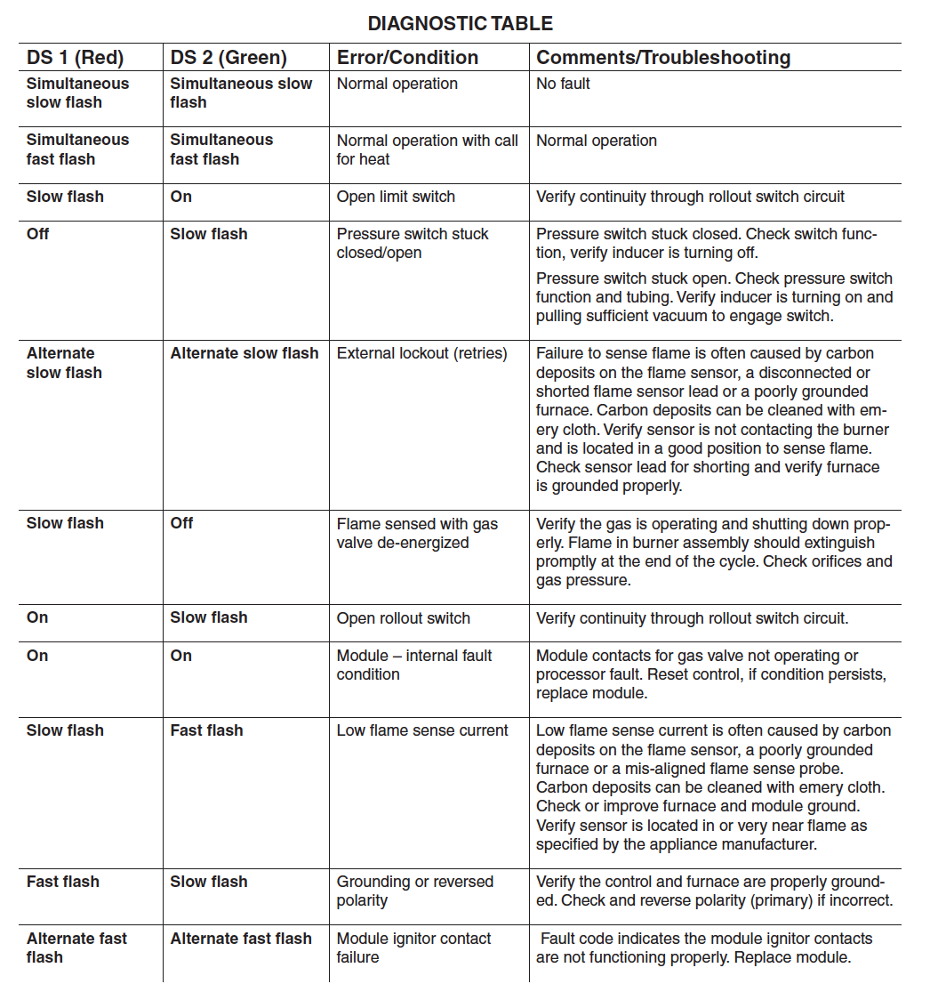 DIAGNOSTIC TABLE
DS 1 (Red)
DS 2 (Green)
Error/Condition
Comments/Troubleshooting
Simultaneous
slow flash
Simultaneous slow
flash
Normal operation
No fault
Simultaneous
fast flash
Simultaneous
fast flash
Normal operation with call
for heat
Normal operation
Slow flash
On
Open limit switch
Verify continuity through rollout switch circuit
Off
Slow flash
Pressure switch stuck
closed/open
Pressure switch stuck closed. Check switch func-
tion, verify inducer is turning off.
Pressure switch stuck open. Check pressure switch
function and tubing. Verify inducer is turning on and
pulling sufficient vacuum to engage switch.
Alternate
slow flash
Alternate slow flash
External lockout (retries)
Failure to sense flame is often caused by carbon
deposits on the flame sensor, a disconnected or
shorted flame sensor lead or a poorly grounded
furnace. Carbon deposits can be cleaned with em-
ery cloth. Verify sensor is not contacting the burner
and is located in a good position to sense flame.
Check sensor lead for shorting and verify furnace
is grounded properly.
Slow flash
Off
Flame sensed with gas
valve de-energized
Verify the gas is operating and shutting down prop-
erly. Flame in burner assembly should extinguish
promptly at the end of the cycle. Check orifices and
gas pressure.
On
Slow flash
Open rollout switch
Verify continuity through rollout switch circuit.
On
On
Module – internal fault
condition
Module contacts for gas valve not operating or
processor fault. Reset control, if condition persists,
replace module.
Slow flash
Fast flash
Low flame sense current
Low flame sense current is often caused by carbon
deposits on the flame sensor, a poorly grounded
furnace or a mis-aligned flame sense probe.
Carbon deposits can be cleaned with emery cloth.
Check or improve furnace and module ground.
Verify sensor is located in or very near flame as
specified by the appliance manufacturer.
Fast flash
Slow flash
Grounding or reversed
polarity
Verify the control and furnace are properly ground-
ed. Check and reverse polarity (primary) if incorrect.
Alternate fast
flash
Alternate fast flash
Module ignitor contact
failure
Fault code indicates the module ignitor contacts
are not functioning properly. Replace module.